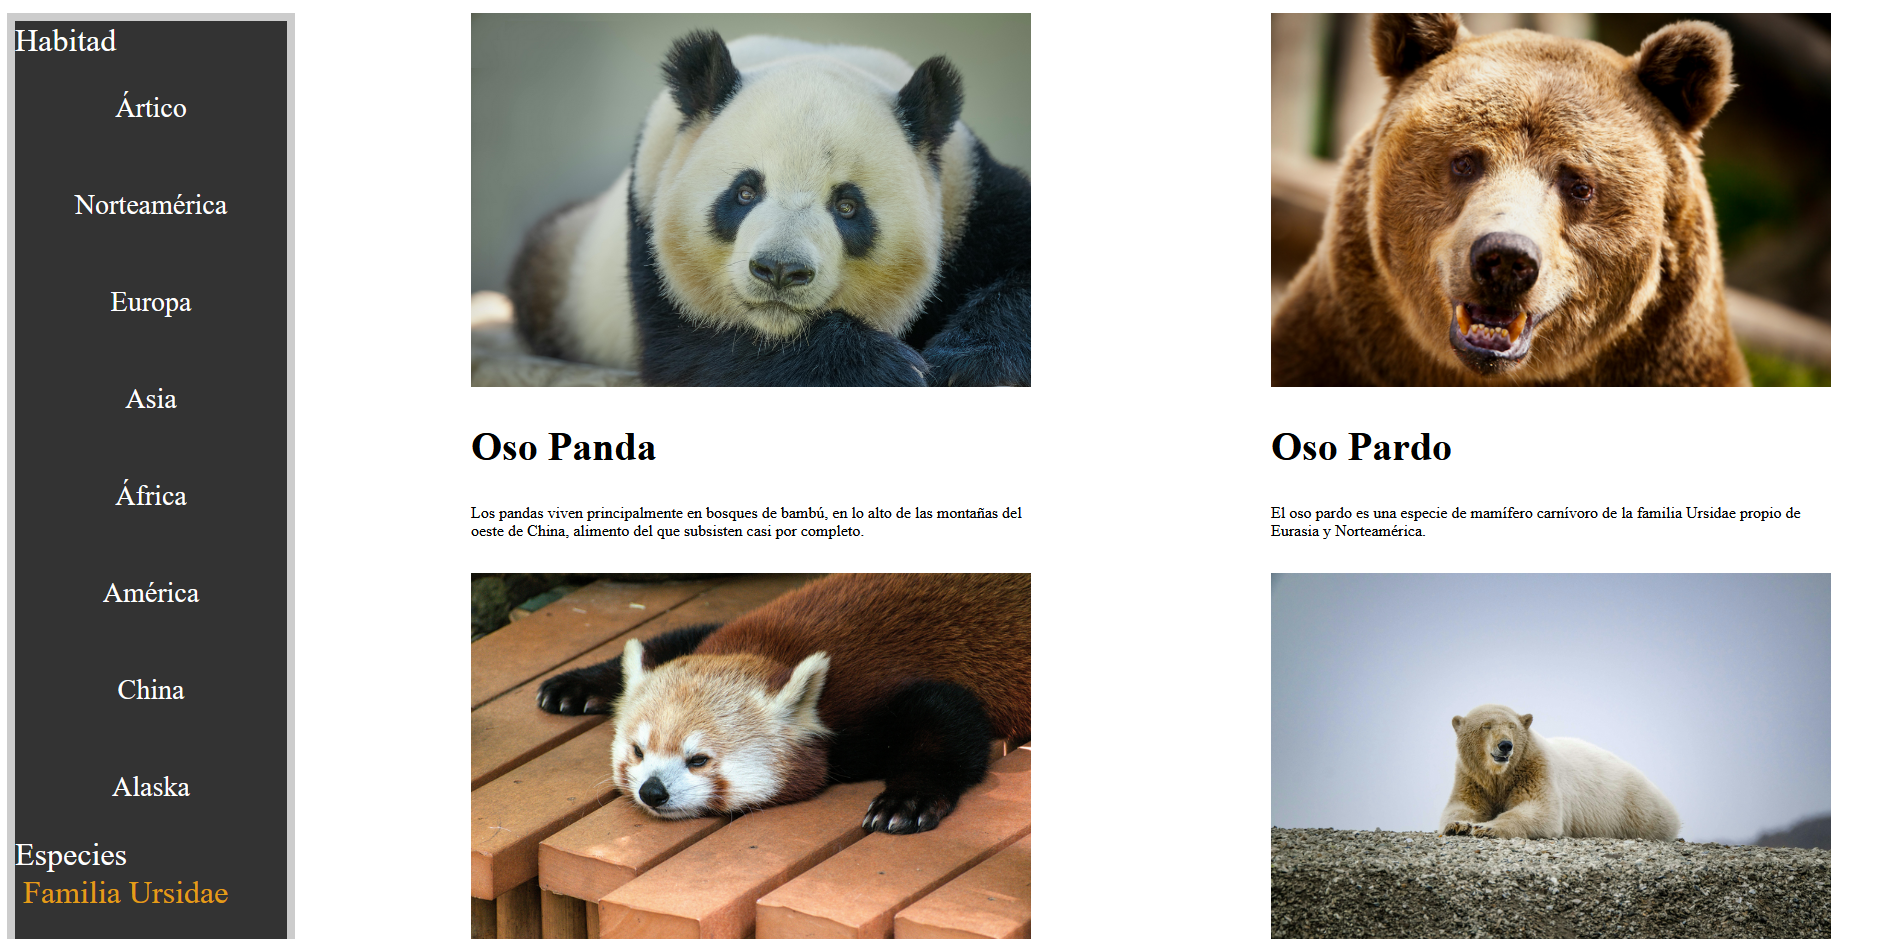 Habitad
Ártico
Norteamérica
Europa
Asia
África
América
China
Alaska
Especies
Familia Ursidae
Oso Panda
Los pandas viven principalmente en bosques de bambú, en lo alto de las montañas del
oeste de China, alimento del que subsisten casi por completo.
Oso Pardo
El oso pardo es una especie de mamífero carnívoro de la familia Ursidae propio de
Eurasia y Norteamérica.